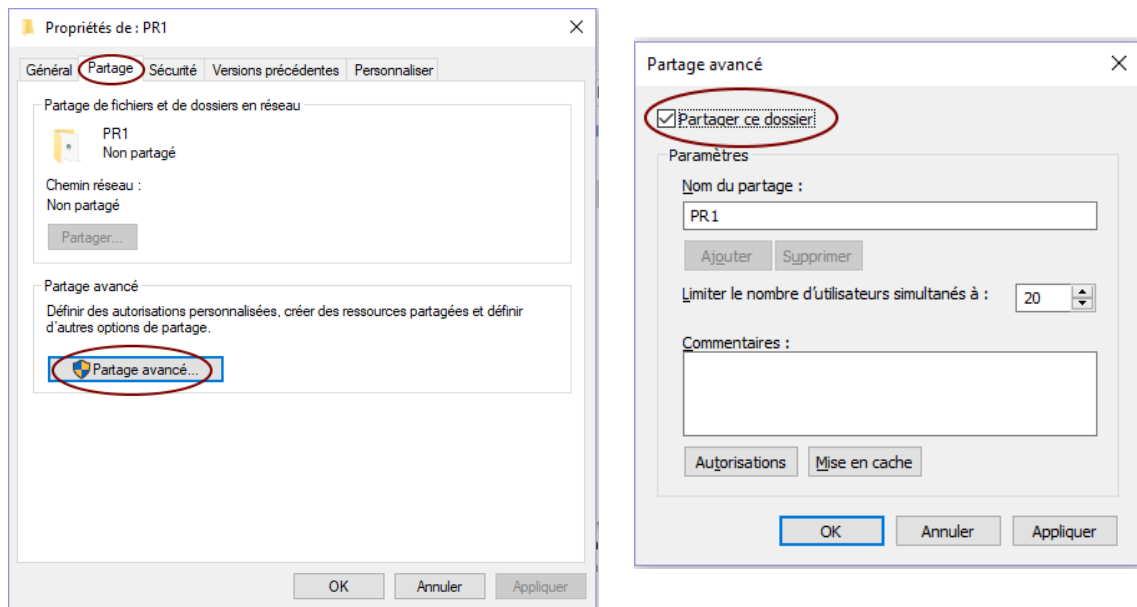 Propriétés de : PR1
Général Partage Sécurité Versions précédentes Personnaliser
Partage de fichiers et de dossiers en réseau
PR1
Non partagé
Chemin réseau :
Non partagé
Partager...
Partage avancé
Définir des autorisations personnalisées, créer des ressources partagées et définir
d'autres options de partage.
Partage avancé...
OK Annuler Appliquer
Partage avancé
Partager ce dossier
Paramètres
Nom du partage :
PR1
Ajouter Supprimer
Limiter le nombre d'utilisateurs simultanés à : 20
Commentaires :
Autorisations Mise en cache
OK Annuler Appliquer